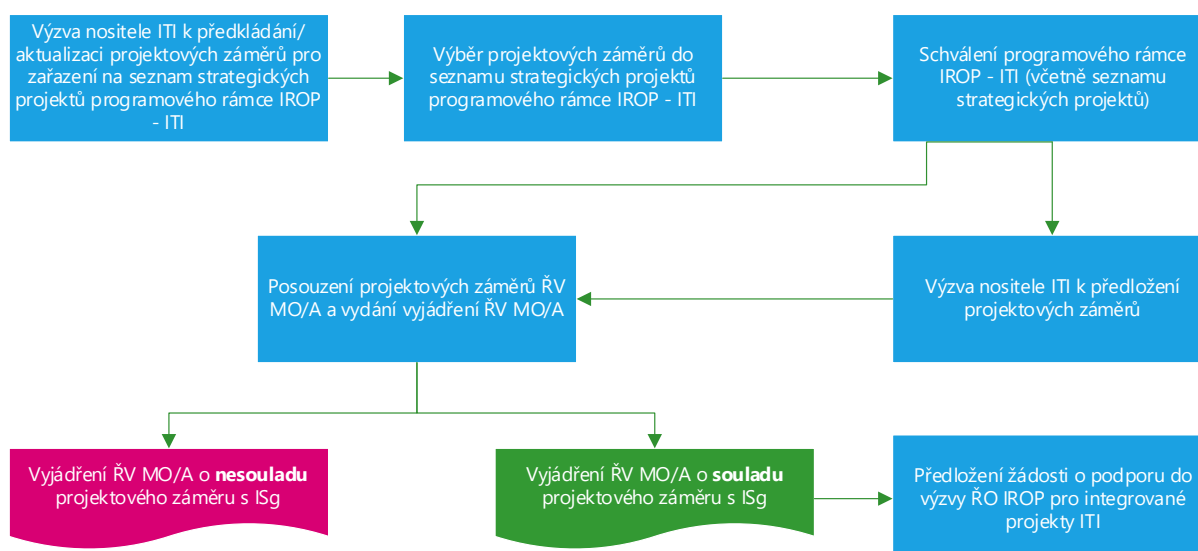 Výzva nositele ITI k předkládání/
aktualizaci projektových záměrů pro
zařazení na seznam strategických
projektů programového rámce IROP
- ITI
Výběr projektových záměrů do
seznamu strategických projektů
programového rámce IROP - ITI
Schválení programového rámce
IROP - ITI (včetně seznamu
strategických projektů)
Posouzení projektových záměrů ŘV
MO/A a vydání vyjádření ŘV MO/A
Výzva nositele ITI k předložení
projektových záměrů
Vyjádření ŘV MO/A o nesouladu
projektového záměru s ISg
Vyjádření ŘV MO/A o souladu
projektového záměru s ISg
Předložení žádosti o podporu do
výzvy ŘO IROP pro integrované
projekty ITI